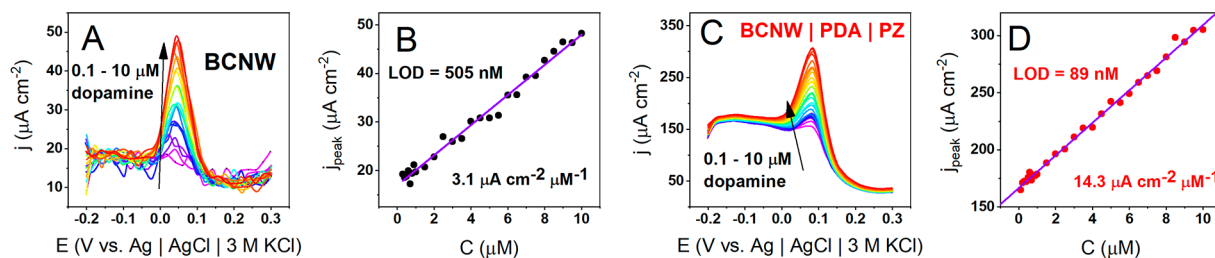 A
BCNW
0.1 - 10 μM
dopamine
j (μA cm⁻²)
50
40
30
20
10
-0.2 -0.1 0.0 0.1 0.2 0.3
E (V vs. Ag | AgCl | 3 M KCl)
B
LOD = 505 nM
3.1 μA cm⁻² μM⁻¹
jpeak (μA cm⁻²)
50
40
30
20
10
0 2 4 6 8 10
C (μM)
C
BCNW | PDA | PZ
0.1 - 10 μM
dopamine
j (μA cm⁻²)
350
250
150
50
-0.2 -0.1 0.0 0.1 0.2 0.3
E (V vs. Ag | AgCl | 3 M KCl)
D
LOD = 89 nM
14.3 μA cm⁻² μM⁻¹
jpeak (μA cm⁻²)
300
250
200
150
0 2 4 6 8 10
C (μM)